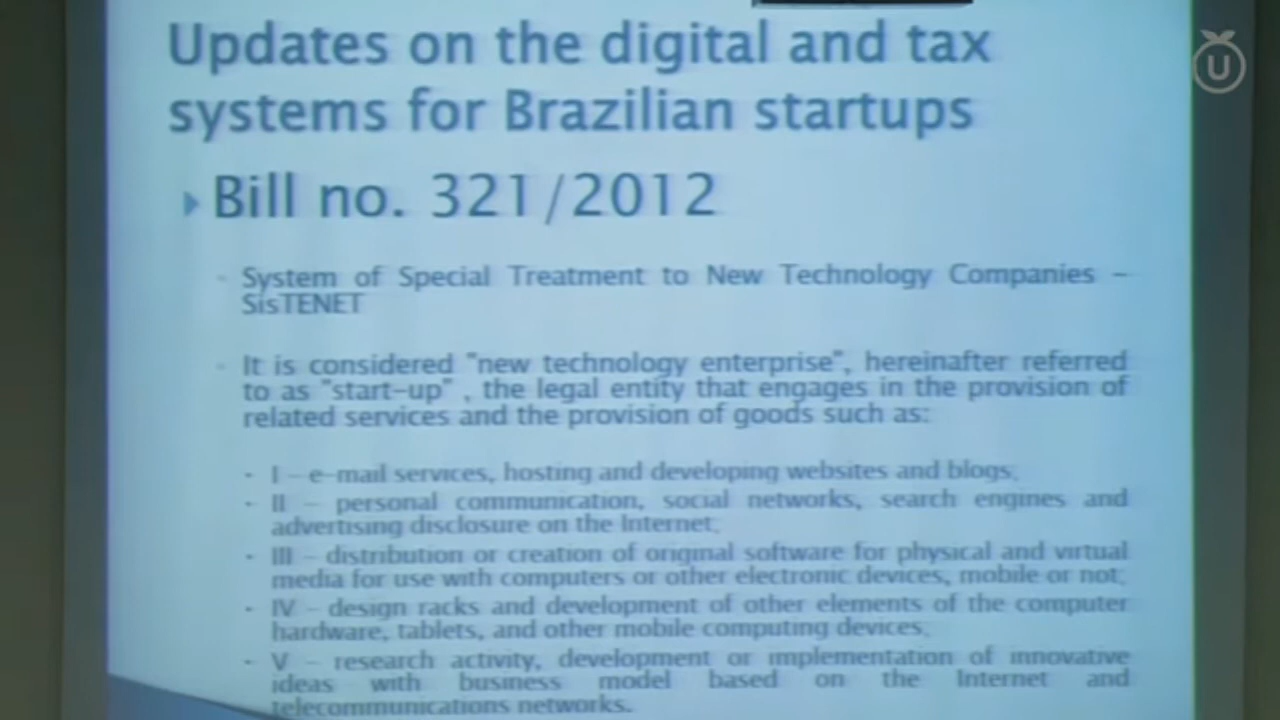 Updates on the digital and tax
systems for Brazilian startups
Bill no. 321/2012
System of Special Treatment to New Technology Companies –
SisTENET
It is considered "new technology enterprise", hereinafter referred
to as "start-up" , the legal entity that engages in the provision of
related services and the provision of goods such as:
I – e-mail services, hosting and developing websites and blogs;
II – personal communication, social networks, search engines and
advertising disclosure on the Internet;
III – distribution or creation of original software for physical and virtual
media for use with computers or other electronic devices, mobile or not;
IV – design racks and development of other elements of the computer
hardware, tablets, and other mobile computing devices;
V – research activity, development or implementation of innovative
ideas with business model based on the Internet and
telecommunications networks.
U